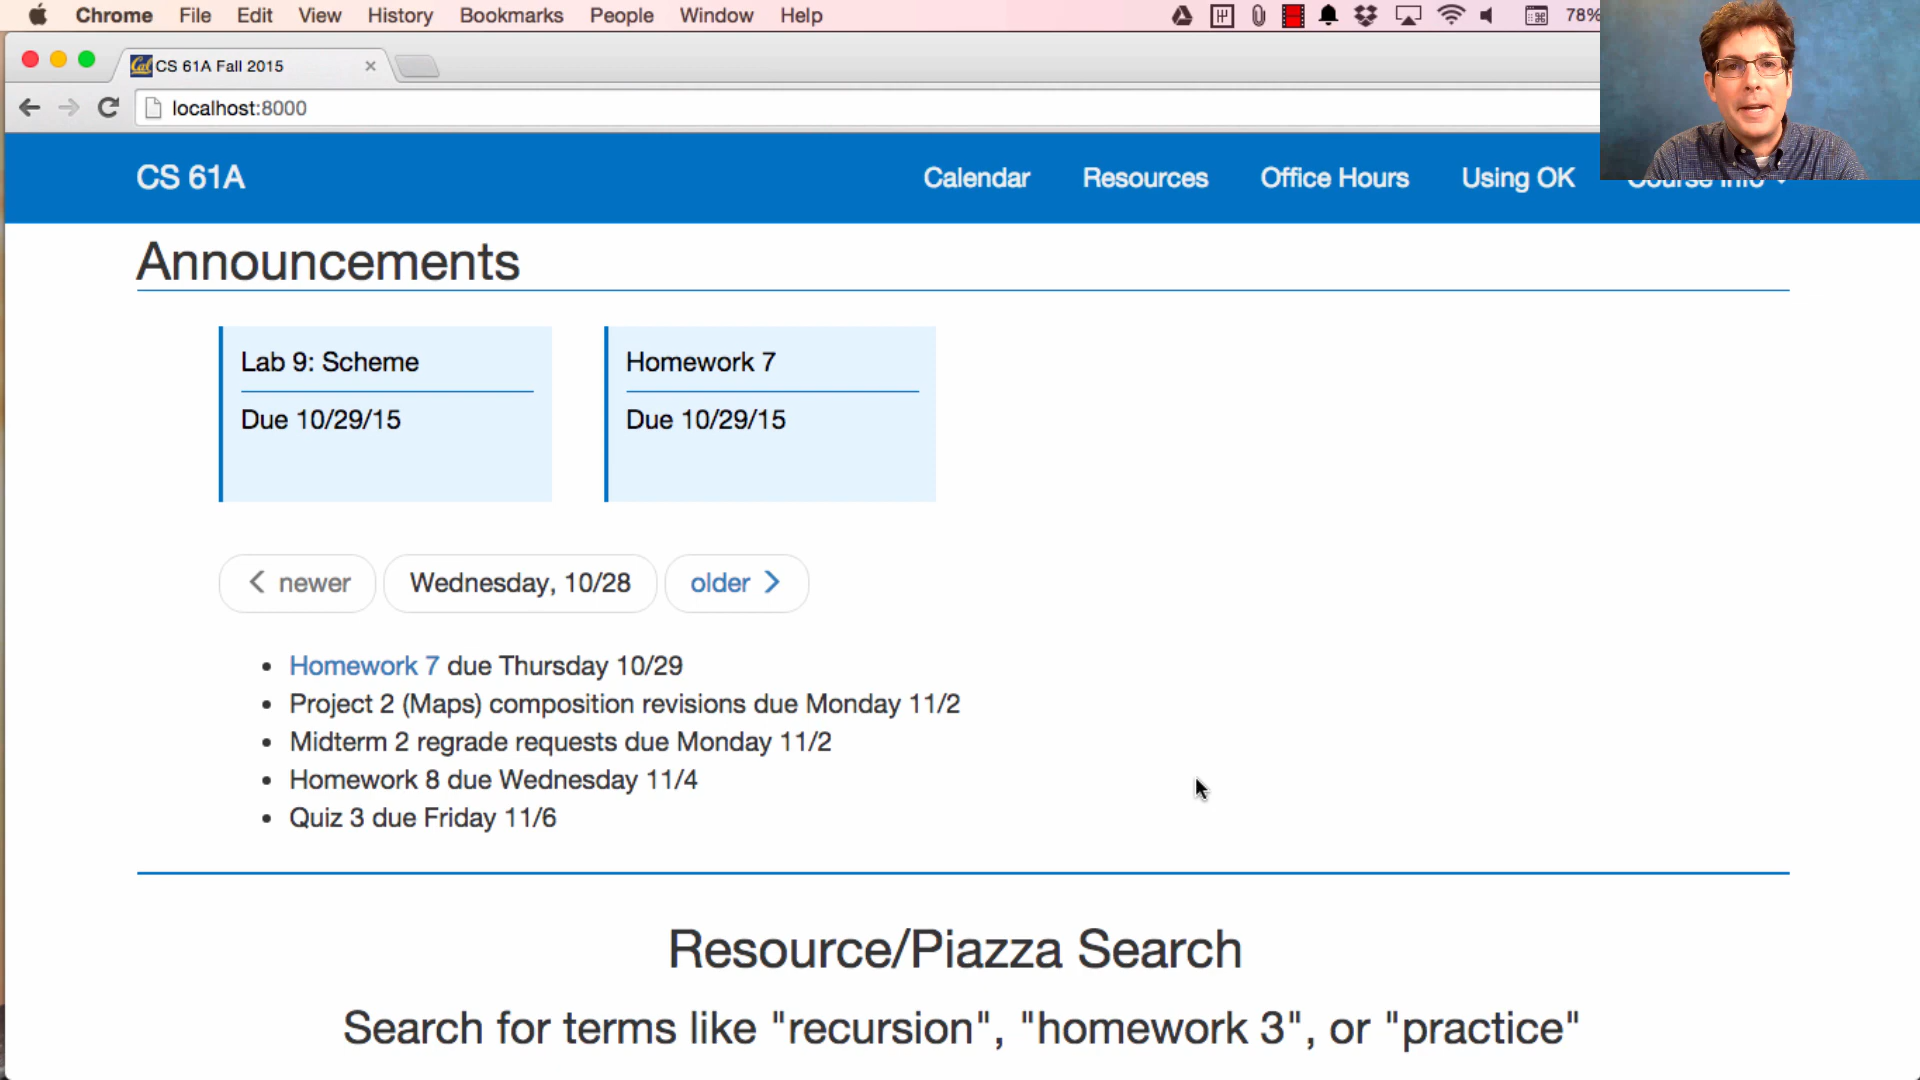 Chrome File Edit View History Bookmarks People Window Help 78%
Cal CS 61A Fall 2015
localhost:8000
CS 61A Calendar Resources Office Hours Using OK Course Info
Announcements
Lab 9: Scheme
Due 10/29/15
Homework 7
Due 10/29/15
newer Wednesday, 10/28 older
Homework 7 due Thursday 10/29
Project 2 (Maps) composition revisions due Monday 11/2
Midterm 2 regrade requests due Monday 11/2
Homework 8 due Wednesday 11/4
Quiz 3 due Friday 11/6
Resource/Piazza Search
Search for terms like "recursion", "homework 3", or "practice"